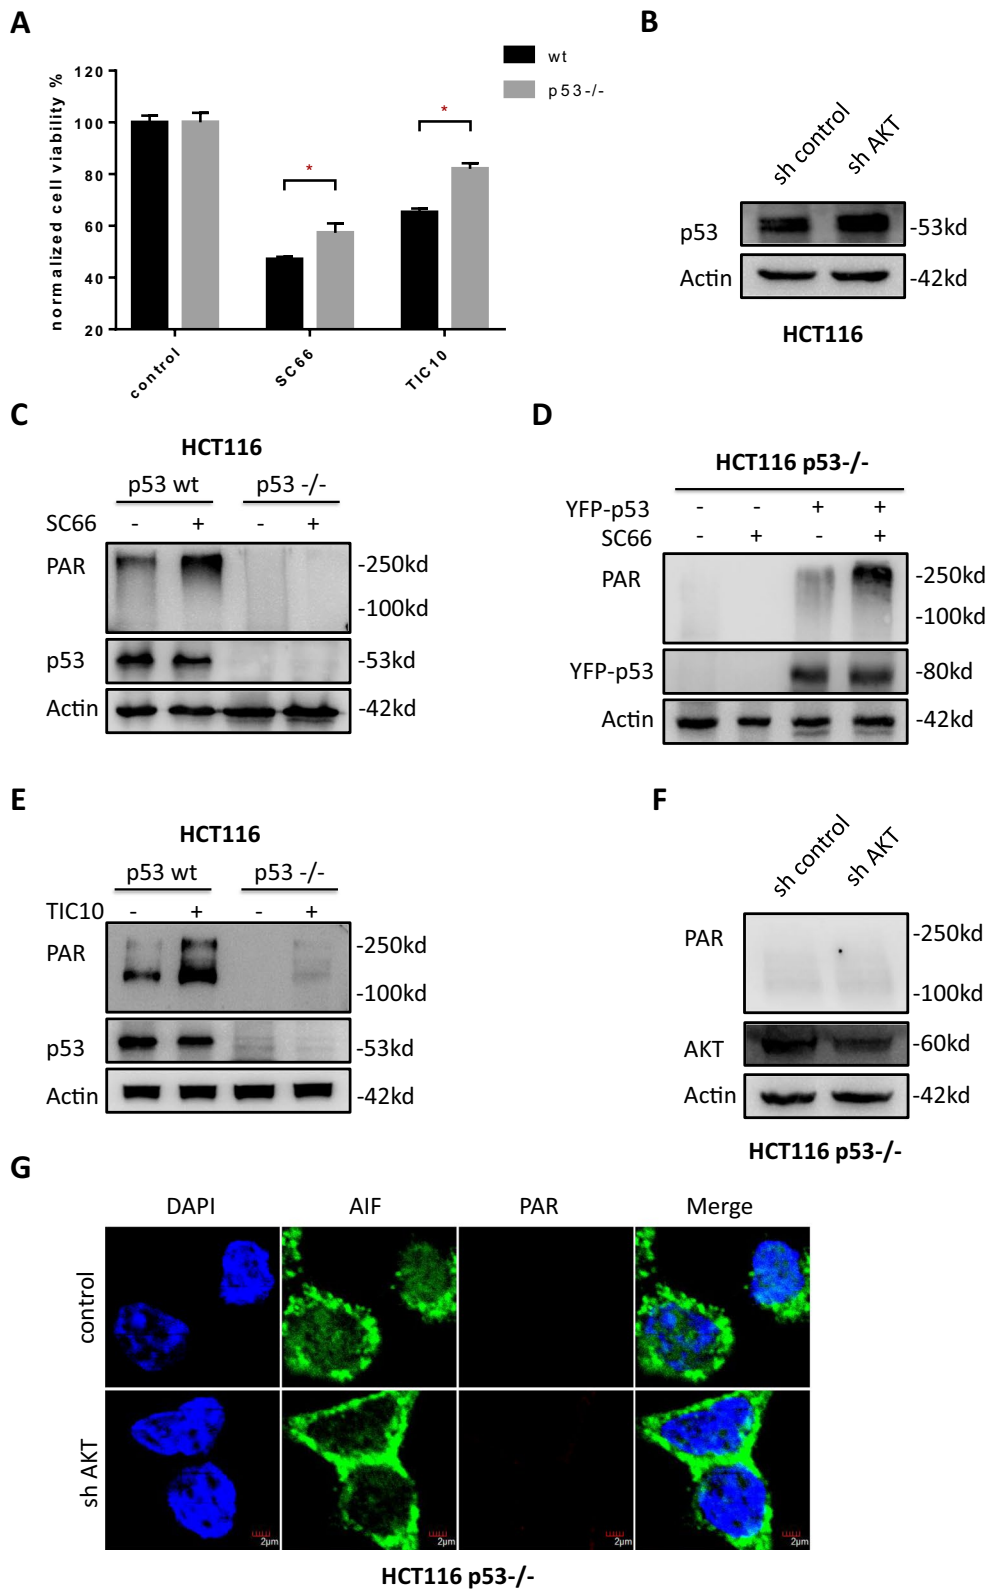 A
normalized cell viability %
120
100
80
60
40
20
*
*
wt
p53-/-
control
SC66
TIC10
B
sh control
sh AKT
p53
-53kd
Actin
-42kd
HCT116
C
HCT116
p53 wt
p53 -/-
SC66 - + - +
PAR
-250kd
-100kd
p53
-53kd
Actin
-42kd
D
HCT116 p53-/-
YFP-p53 - - + +
SC66 - + - +
PAR
-250kd
-100kd
YFP-p53
-80kd
Actin
-42kd
E
HCT116
p53 wt
p53 -/-
TIC10 - + - +
PAR
-250kd
-100kd
p53
-53kd
Actin
-42kd
F
sh control
sh AKT
PAR
-250kd
-100kd
AKT
-60kd
Actin
-42kd
HCT116 p53-/-
G
DAPI AIF PAR Merge
control
sh AKT
2μm 2μm 2μm 2μm
HCT116 p53-/-